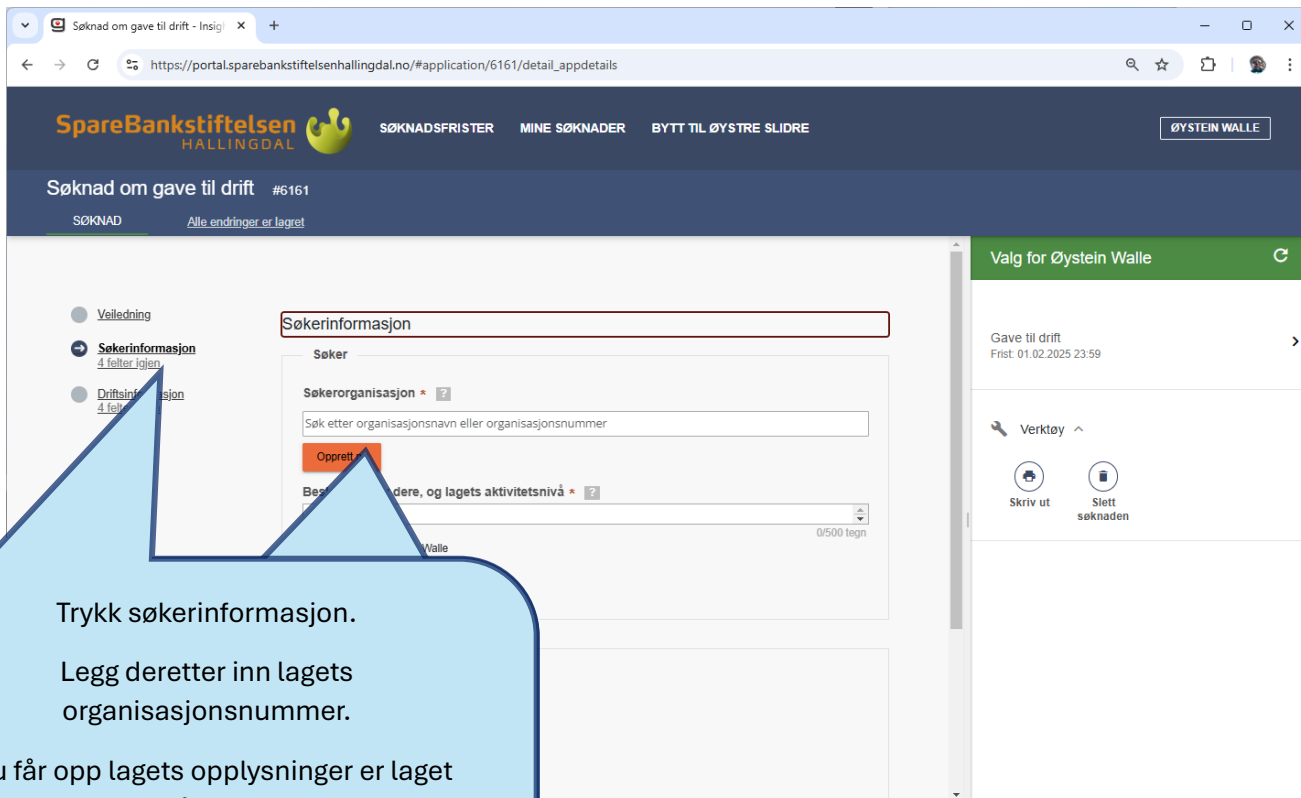 Søknad om gave til drift - Insig
https://portal.sparebankstiftelsenhallingdal.no/#application/6161/detail_appdetails
SpareBankstiftelsen
HALLINGDAL
SØKNADSFRISTER MINE SØKNADER BYTT TIL ØYSTRE SLIDRE
ØYSTEIN WALLE
Søknad om gave til drift #6161
SØKNAD Alle endringer er lagret
Valg for Øystein Walle
Veiledning
Søkerinformasjon
4 felter igjen
Driftsinf sjon
4 felt
Søkerinformasjon
Søker
Søkerorganisasjon * ?
Søk etter organisasjonsnavn eller organisasjonsnummer
Opprett
dere, og lagets aktivitetsnivå * ?
0/500 tegn
Walle
Gave til drift
Frist: 01.02.2025 23:59
Verktøy
Skriv ut
Slett
søknaden
Trykk søkerinformasjon.
Legg deretter inn lagets
organisasjonsnummer.
får opp lagets opplysninger er laget